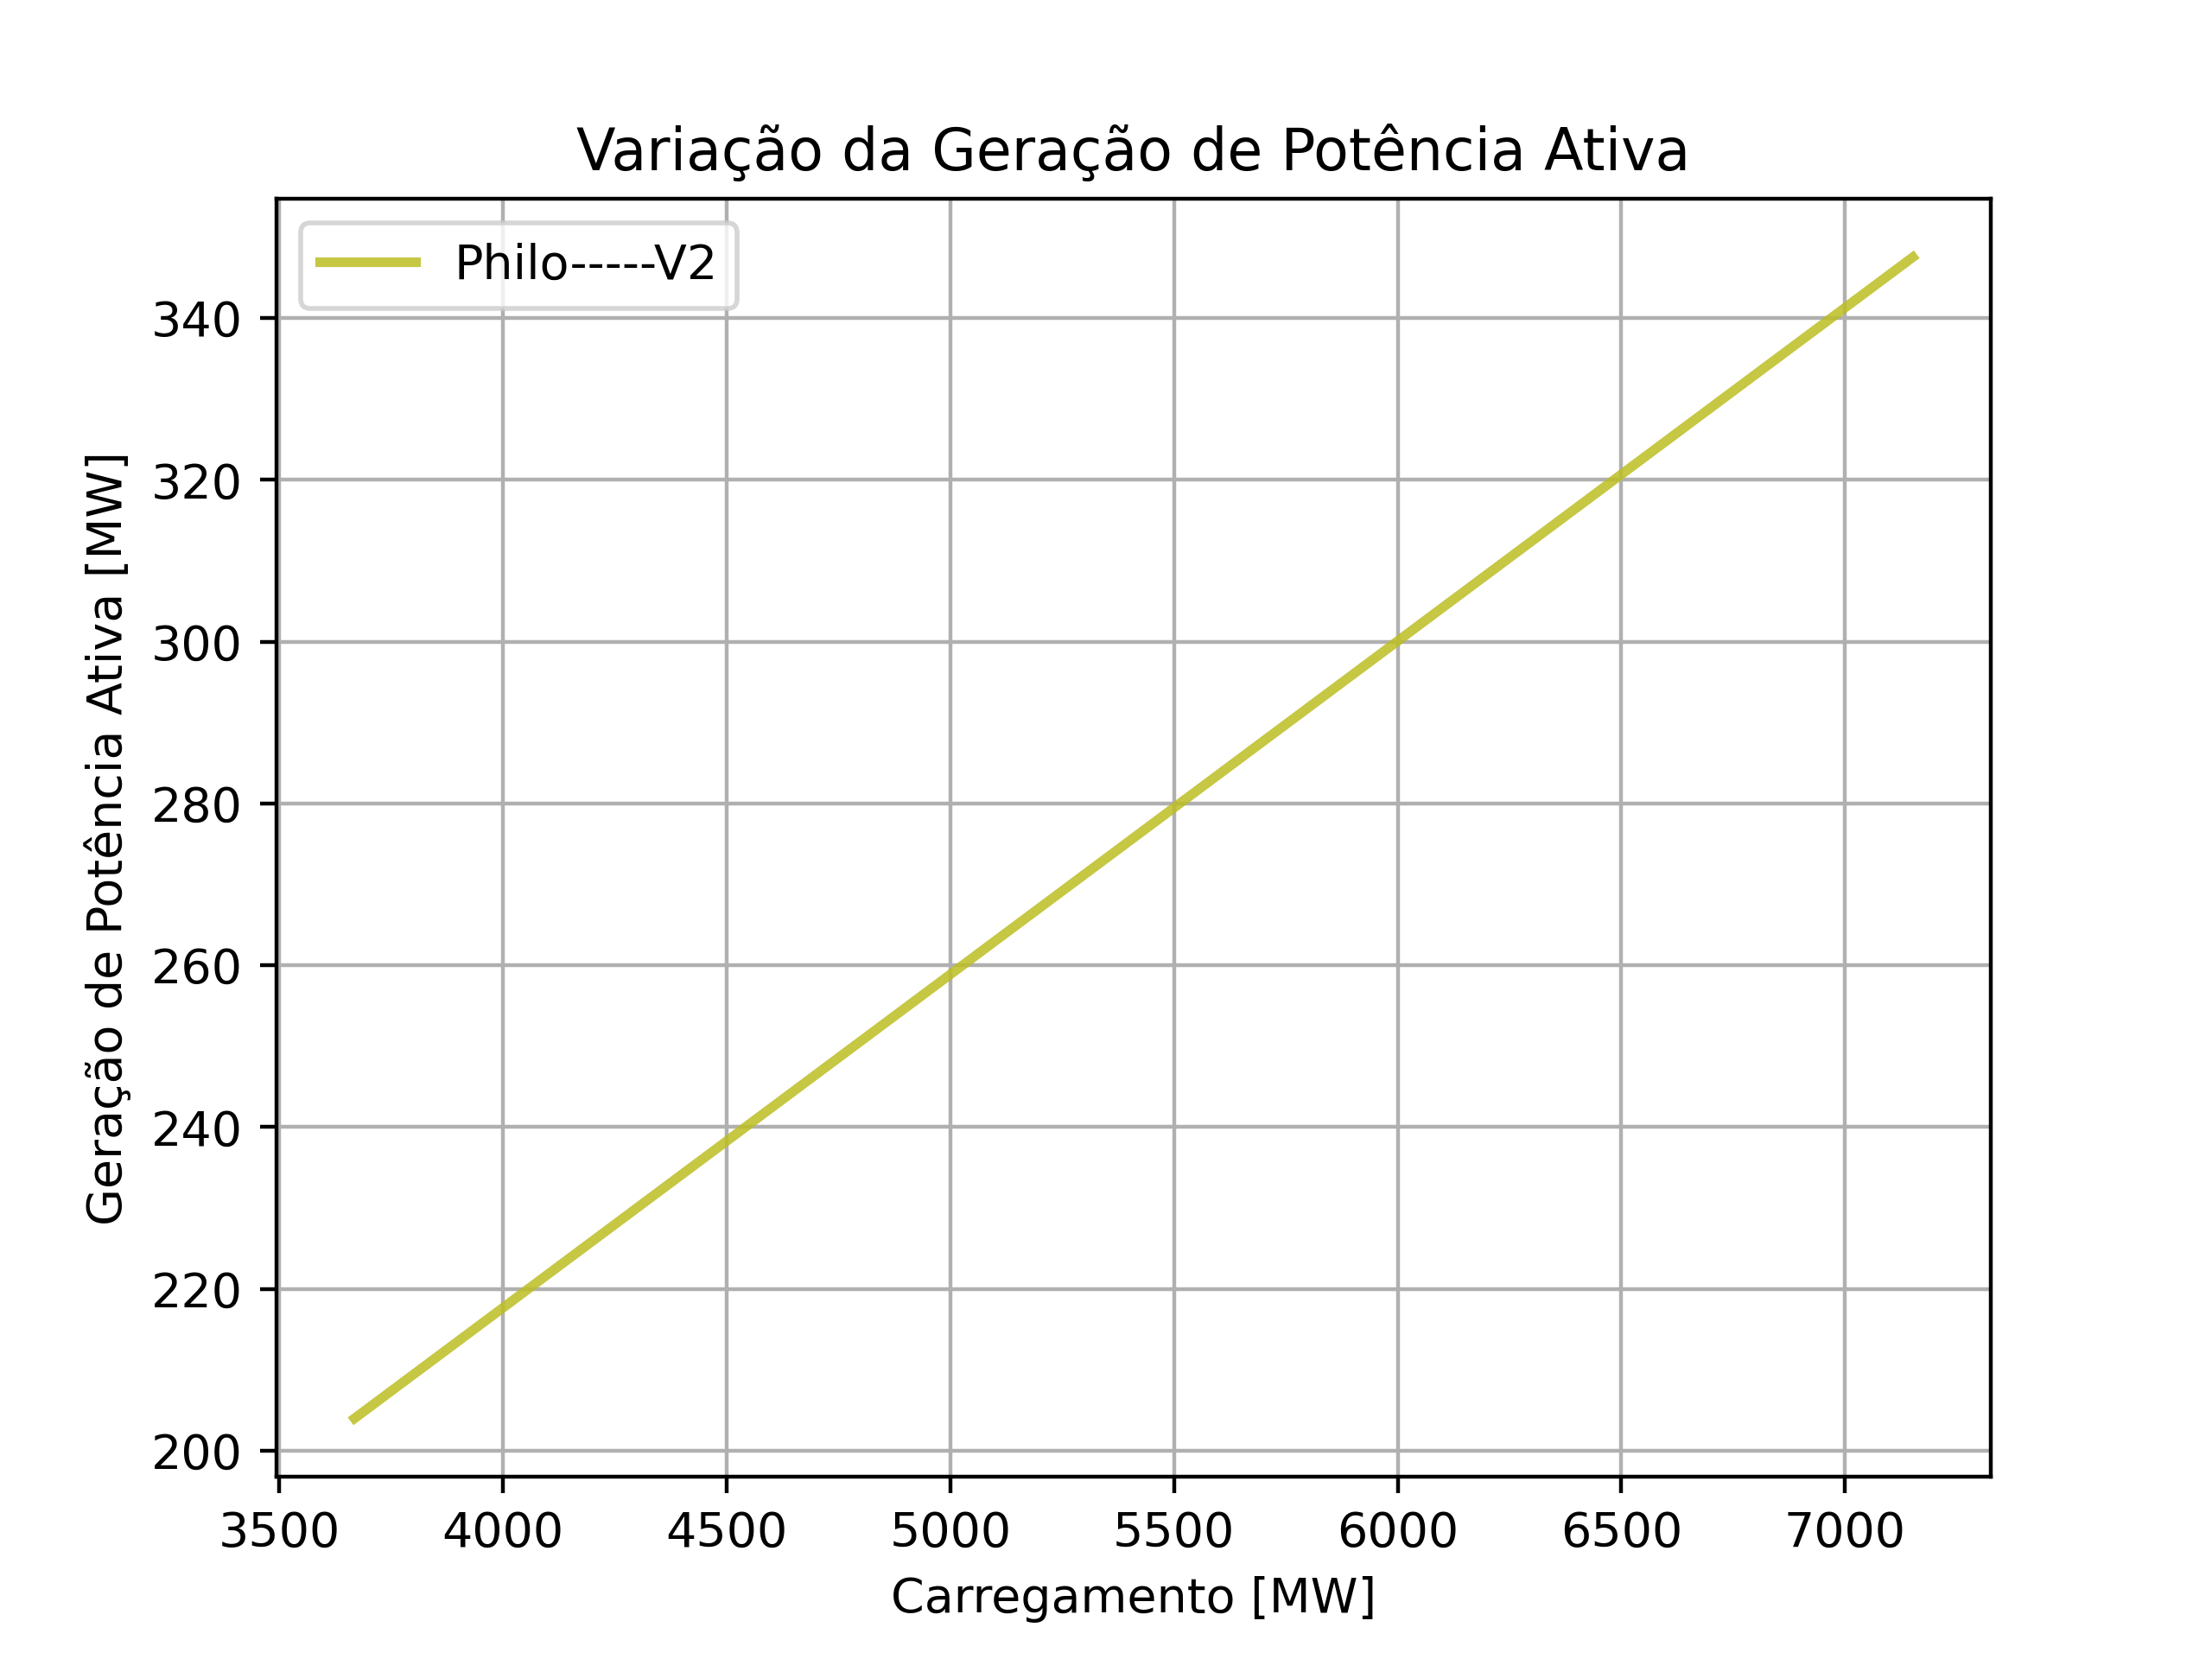 Variação da Geração de Potência Ativa
Philo-----V2
Geração de Potência Ativa [MW]
340
320
300
280
260
240
220
200
3500 4000 4500 5000 5500 6000 6500 7000
Carregamento [MW]